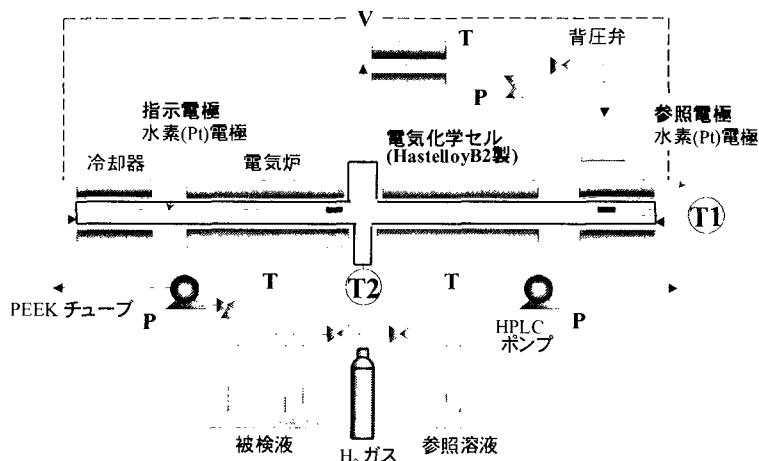 V
T
背圧弁
P
指示電極
水素(Pt)電極
電気化学セル
(HastelloyB2製)
参照電極
水素(Pt)電極
冷却器
電気炉
T1
T
T2
T
PEEK チューブ
P
HPLC
ポンプ
P
被検液
H₂ ガス
参照溶液